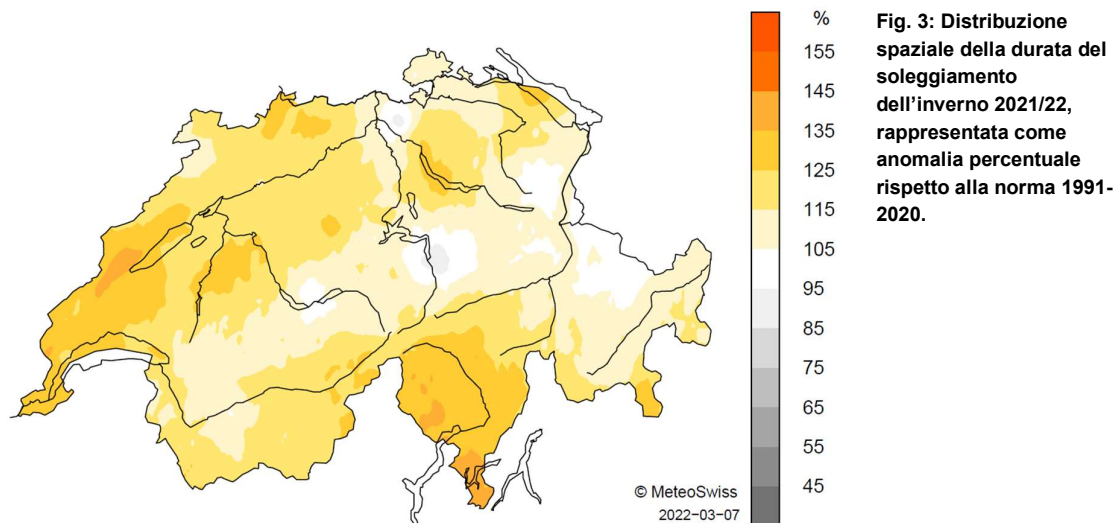 %
155
145
135
125
115
105
95
85
75
65
55
45
© MeteoSwiss
2022-03-07
Fig. 3: Distribuzione
spaziale della durata del
soleggiamento
dell’inverno 2021/22,
rappresentata come
anomalia percentuale
rispetto alla norma 1991-
2020.